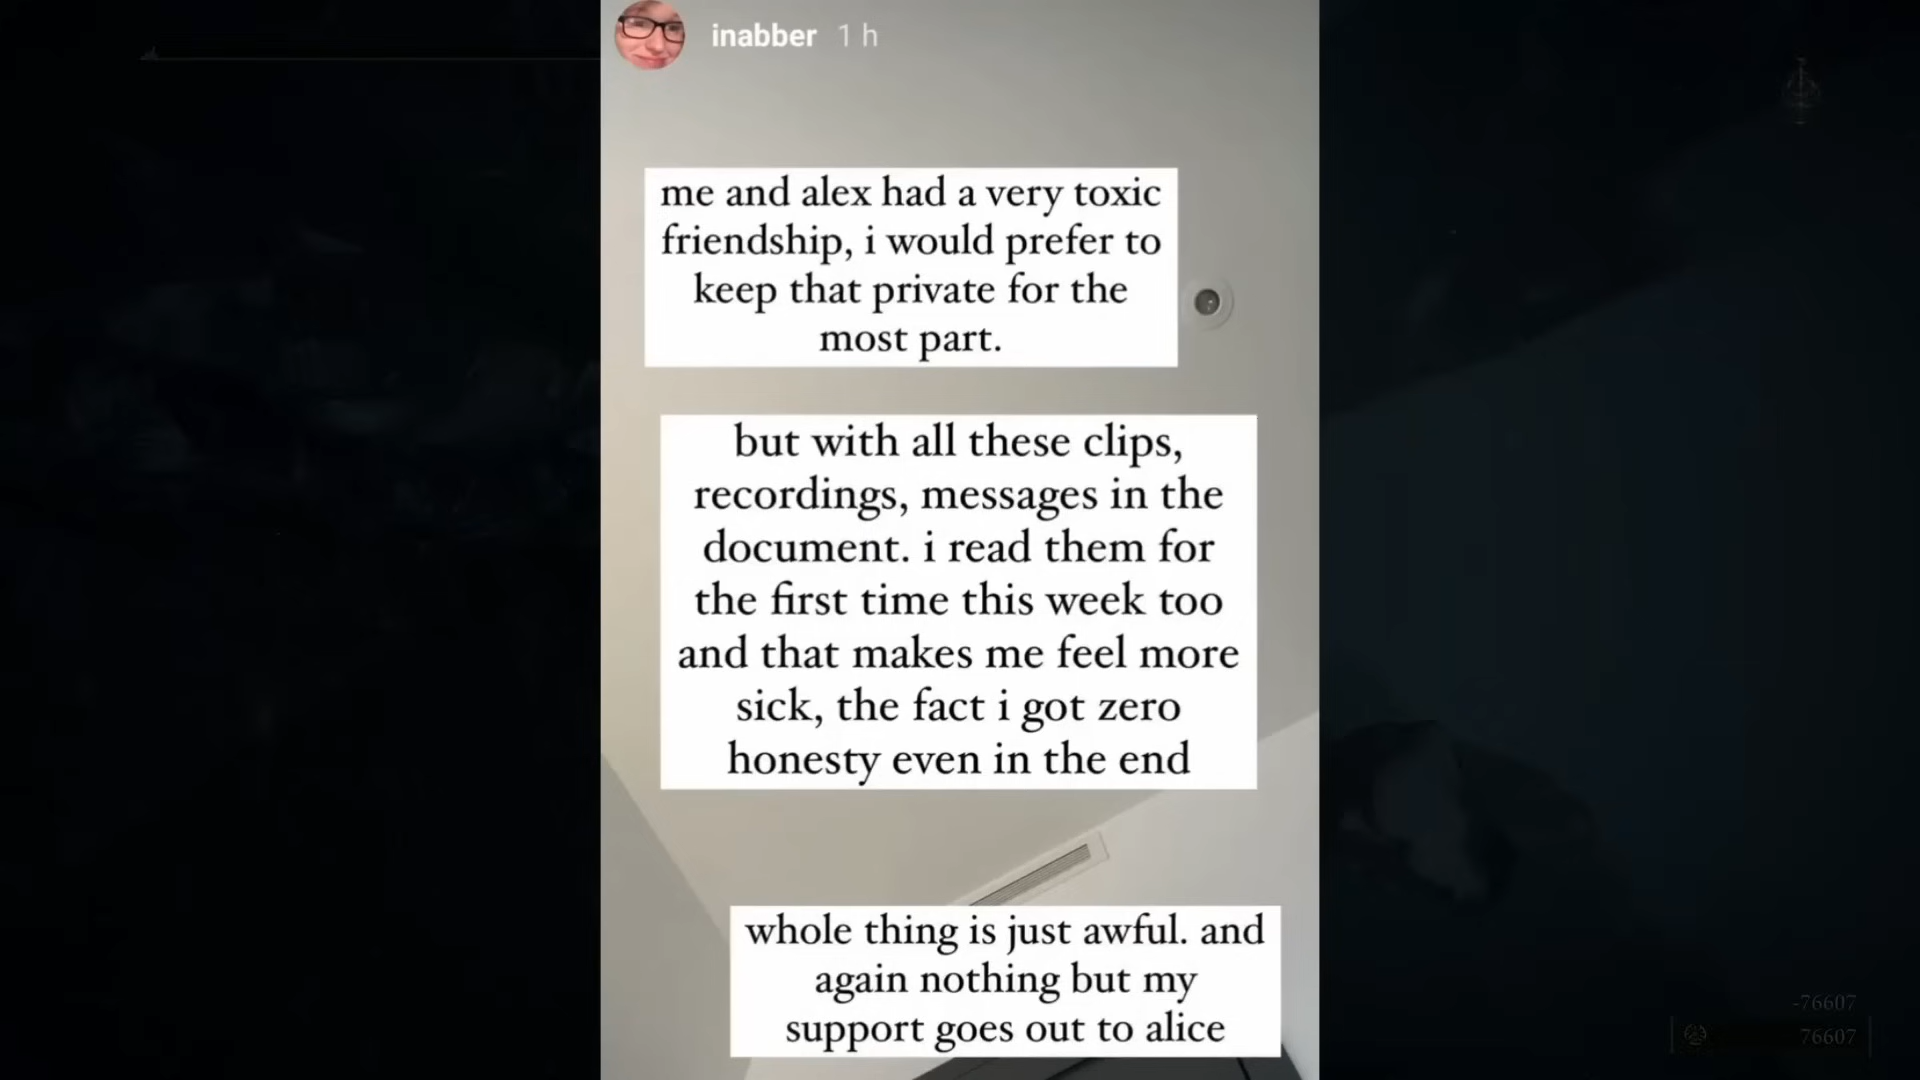 inabber 1 h
me and alex had a very toxic
friendship, i would prefer to
keep that private for the
most part.
but with all these clips,
recordings, messages in the
document. i read them for
the first time this week too
and that makes me feel more
sick, the fact i got zero
honesty even in the end
whole thing is just awful. and
again nothing but my
support goes out to alice
-76607
76607